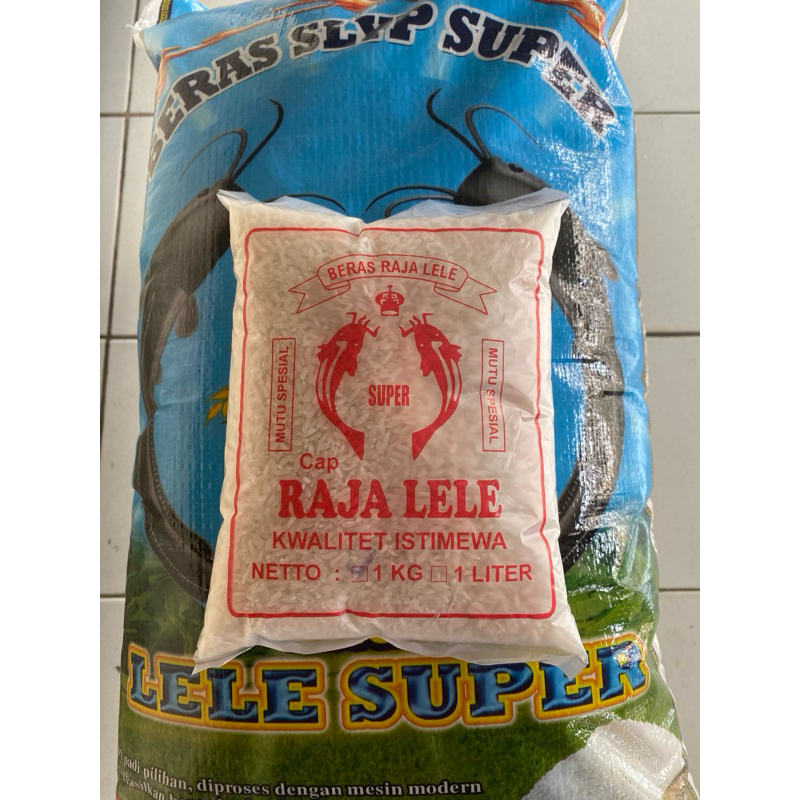 BERAS SLYP SUPER
BERAS RAJA LELE
MUTU SPESIAL
SUPER
MUTU SPESIAL
Cap
RAJA LELE
KWALITET ISTIMEWA
NETTO : 1 KG 1 LITER
LELE SUPER
padi pilihan, diproses dengan mesin modern